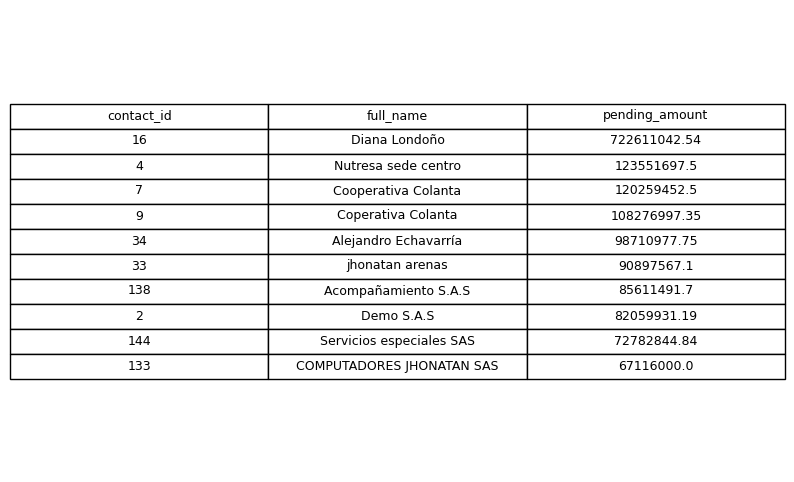 contact_id full_name pending_amount
16 Diana Londoño 722611042.54
4 Nutresa sede centro 123551697.5
7 Cooperativa Colanta 120259452.5
9 Coperativa Colanta 108276997.35
34 Alejandro Echavarría 98710977.75
33 jhonatan arenas 90897567.1
138 Acompañamiento S.A.S 85611491.7
2 Demo S.A.S 82059931.19
144 Servicios especiales SAS 72782844.84
133 COMPUTADORES JHONATAN SAS 67116000.0